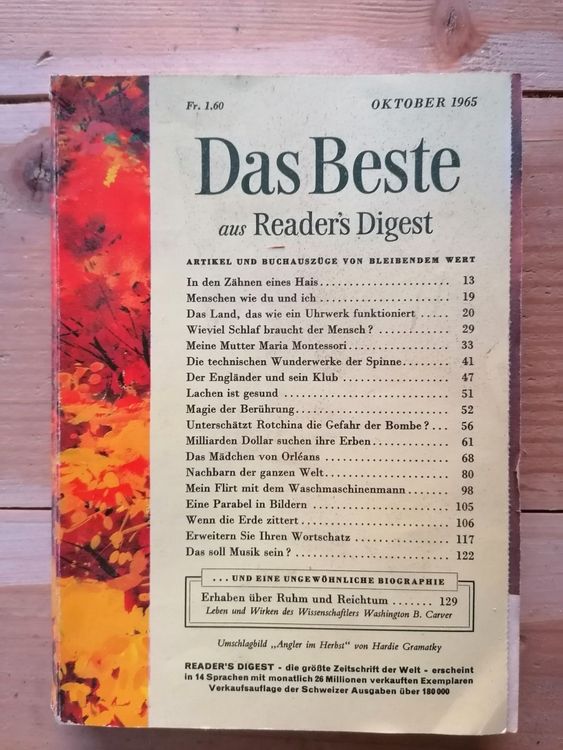 Fr. 1.60 OKTOBER 1965
Das Beste
aus Reader's Digest
ARTIKEL UND BUCHAUSZÜGE VON BLEIBENDEM WERT
In den Zähnen eines Hais ...................... 13
Menschen wie du und ich ...................... 19
Das Land, das wie ein Uhrwerk funktioniert ..... 20
Wieviel Schlaf braucht der Mensch? ............. 29
Meine Mutter Maria Montessori .................. 33
Die technischen Wunderwerke der Spinne ........ 41
Der Engländer und sein Klub .................. 47
Lachen ist gesund ............................. 51
Magie der Berührung ........................... 52
Unterschätzt Rotchina die Gefahr der Bombe? ... 56
Milliarden Dollar suchen ihre Erben ............. 61
Das Mädchen von Orléans ...................... 68
Nachbarn der ganzen Welt ...................... 80
Mein Flirt mit dem Waschmaschinenmann ....... 98
Eine Parabel in Bildern ......................... 105
Wenn die Erde zittert .......................... 106
Erweitern Sie Ihren Wortschatz .................. 117
Das soll Musik sein? ........................... 122
... UND EINE UNGEWÖHNLICHE BIOGRAPHIE
Erhaben über Ruhm und Reichtum ....... 129
Leben und Wirken des Wissenschaftlers Washington B. Carver
Umschlagbild „Angler im Herbst" von Hardie Gramatky
READER'S DIGEST - die größte Zeitschrift der Welt - erscheint
in 14 Sprachen mit monatlich 26 Millionen verkauften Exemplaren
Verkaufsauflage der Schweizer Ausgaben über 180 000